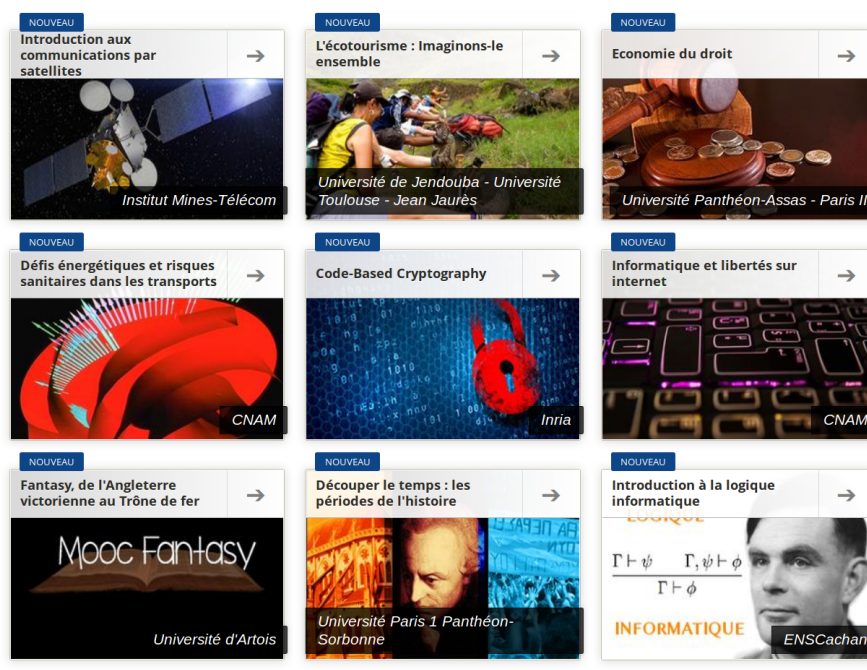 NOUVEAU
Introduction aux
communications par
satellites
Institut Mines-Télécom
NOUVEAU
L'écotourisme : Imaginons-le
ensemble
Université de Jendouba - Université
Toulouse - Jean Jaurès
NOUVEAU
Economie du droit
Université Panthéon-Assas - Paris II
NOUVEAU
Défis énergétiques et risques
sanitaires dans les transports
CNAM
NOUVEAU
Code-Based Cryptography
Inria
NOUVEAU
Informatique et libertés sur
internet
CNAM
NOUVEAU
Fantasy, de l'Angleterre
victorienne au Trône de fer
Mooc Fantasy
Université d'Artois
NOUVEAU
Découper le temps : les
périodes de l'histoire
Université Paris 1 Panthéon-
Sorbonne
NOUVEAU
Introduction à la logique
informatique
LOGIQUE
Γ ⊢ ψ Γ, ψ ⊢ ϕ
Γ ⊢ ϕ
INFORMATIQUE
ENSCachan